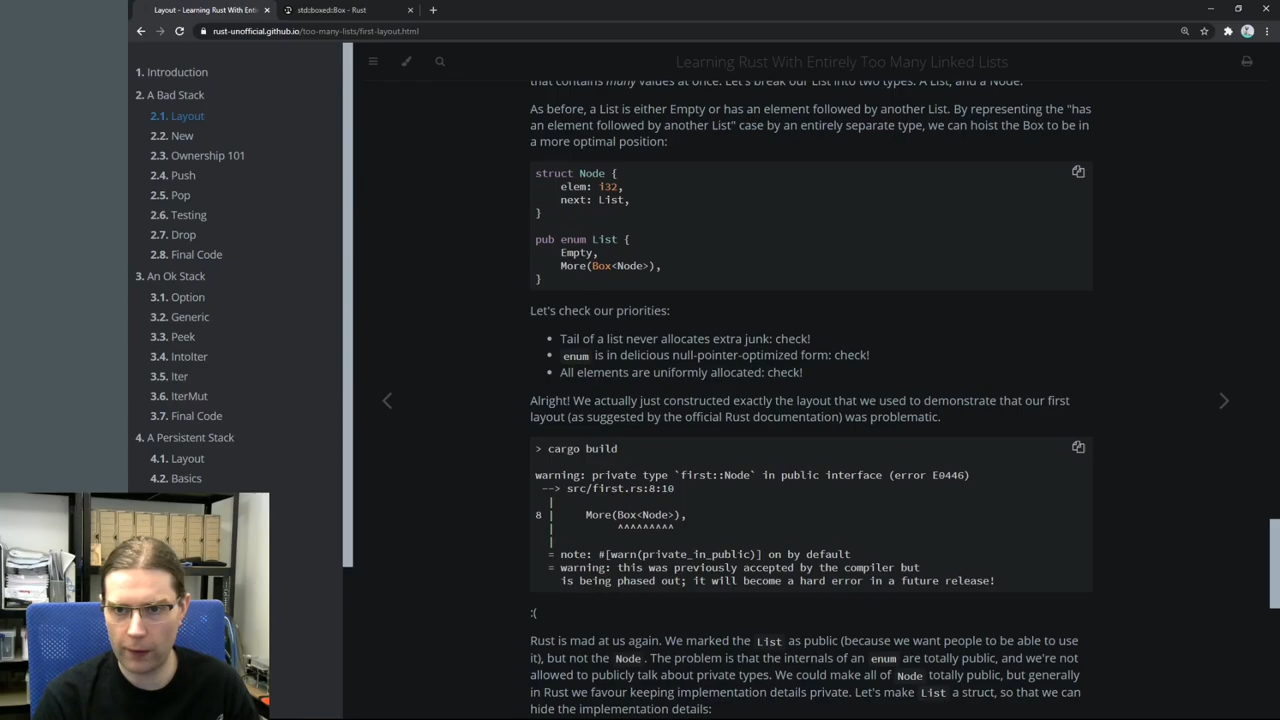 Layout - Learning Rust With Enti
std::boxed::Box - Rust
rust-unofficial.github.io/too-many-lists/first-layout.html
1. Introduction
2. A Bad Stack
2.1. Layout
2.2. New
2.3. Ownership 101
2.4. Push
2.5. Pop
2.6. Testing
2.7. Drop
2.8. Final Code
3. An Ok Stack
3.1. Option
3.2. Generic
3.3. Peek
3.4. IntoIter
3.5. Iter
3.6. IterMut
3.7. Final Code
4. A Persistent Stack
4.1. Layout
4.2. Basics
Learning Rust With Entirely Too Many Linked Lists
that contains many values at once. Let's break our List into two types: A List, and a Node.
As before, a List is either Empty or has an element followed by another List. By representing the "has
an element followed by another List" case by an entirely separate type, we can hoist the Box to be in
a more optimal position:
struct Node {
elem: i32,
next: List,
}
pub enum List {
Empty,
More(Box<Node>),
}
Let's check our priorities:
• Tail of a list never allocates extra junk: check!
• enum is in delicious null-pointer-optimized form: check!
• All elements are uniformly allocated: check!
Alright! We actually just constructed exactly the layout that we used to demonstrate that our first
layout (as suggested by the official Rust documentation) was problematic.
> cargo build
warning: private type `first::Node` in public interface (error E0446)
--> src/first.rs:8:10
|
8 | More(Box<Node>),
| ^^^^^^^^^
|
= note: #[warn(private_in_public)] on by default
= warning: this was previously accepted by the compiler but
is being phased out; it will become a hard error in a future release!
:(
Rust is mad at us again. We marked the List as public (because we want people to be able to use
it), but not the Node. The problem is that the internals of an enum are totally public, and we're not
allowed to publicly talk about private types. We could make all of Node totally public, but generally
in Rust we favour keeping implementation details private. Let's make List a struct, so that we can
hide the implementation details: